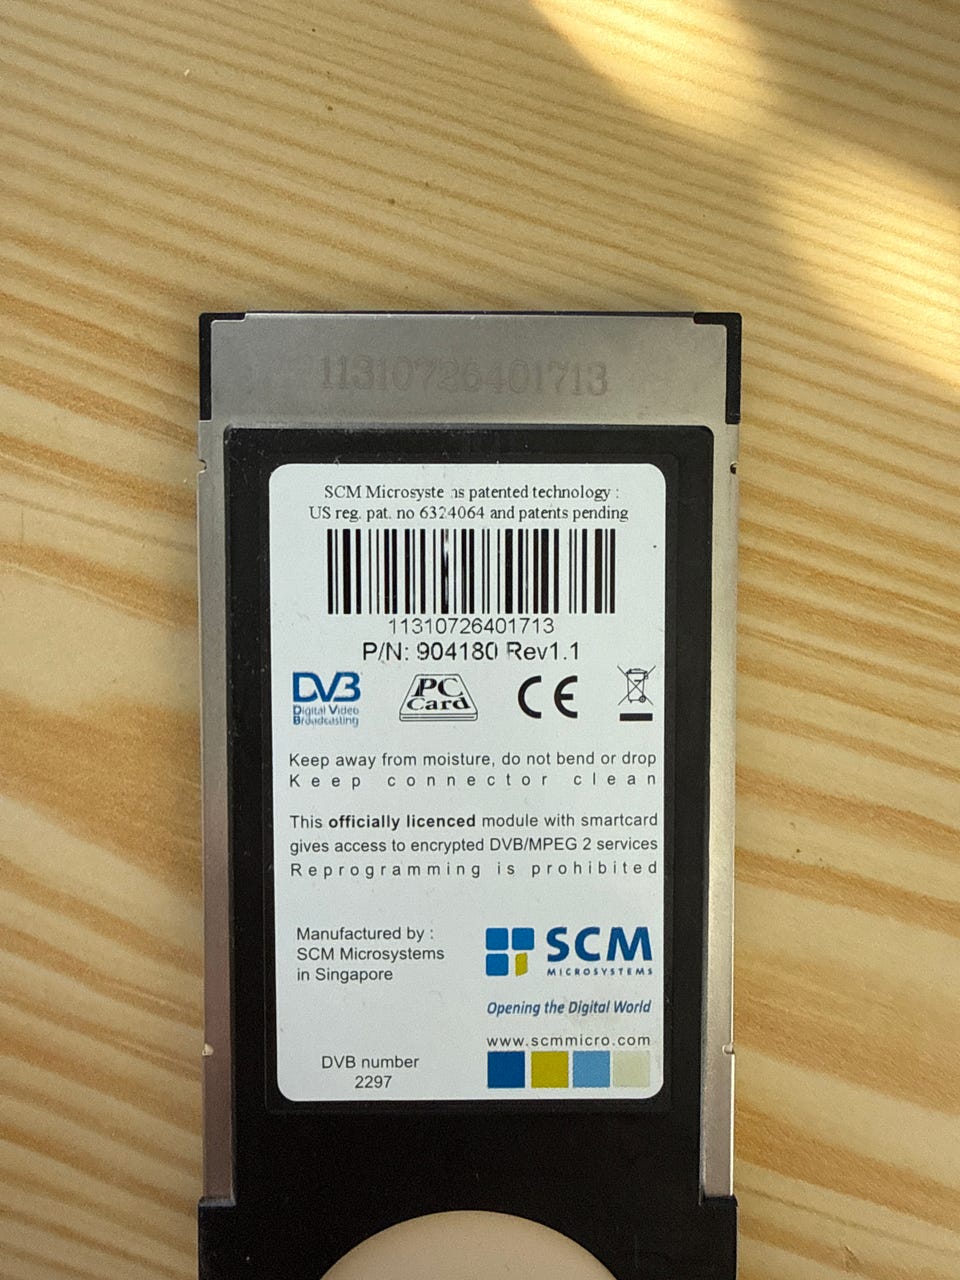 11310726401713
SCM Microsystems patented technology :
US reg. pat. no 6324064 and patents pending
11310726401713
P/N: 904180 Rev1.1
DVB
Digital Video
Broadcasting
PC
Card
CE
Keep away from moisture, do not bend or drop
Keep connector clean
This officially licenced module with smartcard
gives access to encrypted DVB/MPEG 2 services
Reprogramming is prohibited
Manufactured by :
SCM Microsystems
in Singapore
SCM
MICROSYSTEMS
Opening the Digital World
www.scmmicro.com
DVB number
2297